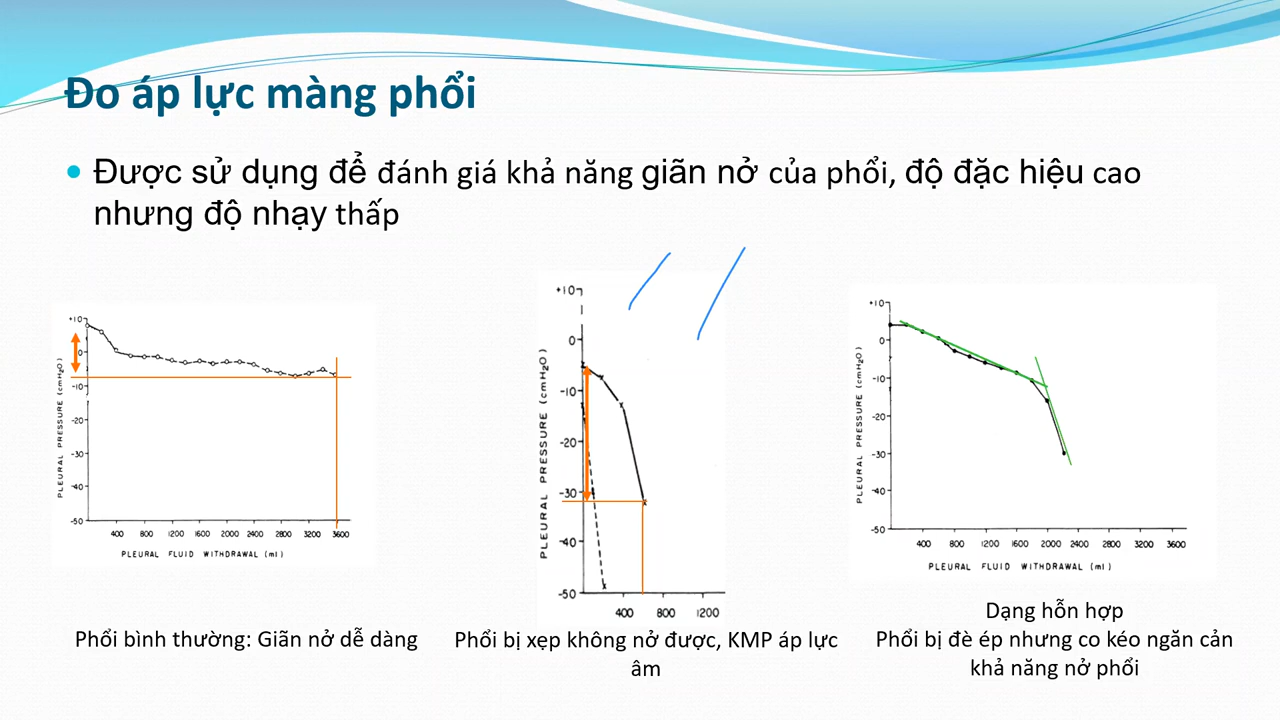 Đo áp lực màng phổi
Được sử dụng để đánh giá khả năng giãn nở của phổi, độ đặc hiệu cao
nhưng độ nhạy thấp
+10
0
-10
-20
-30
-40
-50
PLEURAL PRESSURE (cmH₂O)
400 800 1200 1600 2000 2400 2800 3200 3600
PLEURAL FLUID WITHDRAWAL (ml)
Phổi bình thường: Giãn nở dễ dàng
+10
0
-10
-20
-30
-40
-50
PLEURAL PRESSURE (cmH₂O)
400 800 1200
Phổi bị xẹp không nở được, KMP áp lực
âm
+10
0
-10
-20
-30
-40
-50
PLEURAL PRESSURE (cmH₂O)
400 800 1200 1600 2000 2400 2800 3200 3600
PLEURAL FLUID WITHDRAWAL (ml)
Dạng hỗn hợp
Phổi bị đè ép nhưng co kéo ngăn cản
khả năng nở phổi